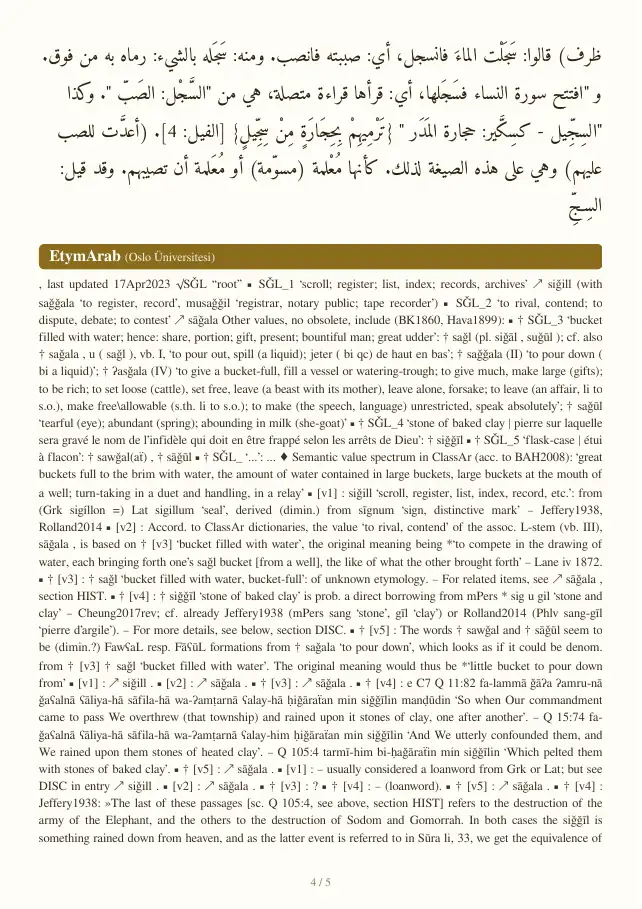 ظرف) قالوا: سَجَلْت الماءَ فانسجل، أي: صببته فانصب. ومنه: سَجَله بالشيء: رماه به من فوق.
و "افتتح سورة النساء فسَجَلها، أي: قرأها قراءة متصلة، هي من "السَّجْل: الصَبّ ". وكذا
"السِجِّيل - كسِكَّير: حجارة المَدَر " {تَرْمِيهِمْ بِحِجَارَةٍ مِنْ سِجِّيلٍ} [الفيل: 4]. (أعدَّت للصب
عليهم) وهي على هذه الصيغة لذلك. كأنها مُعْلمة (مسوّمة) أو مُعَلمة أن تصيبهم. وقد قيل:
السِجِّ
EtymArab (Oslo Üniversitesi)
, last updated 17Apr2023 √SǦL “root” ▪ SǦL_1 ‘scroll; register; list, index; records, archives’ ↗ siǧill (with
saǧǧala ‘to register, record’, musaǧǧil ‘registrar, notary public; tape recorder’) ▪ SǦL_2 ‘to rival, contend; to
dispute, debate; to contest’ ↗ sāǧala Other values, no obsolete, include (BK1860, Hava1899): ▪ † SǦL_3 ‘bucket
filled with water; hence: share, portion; gift, present; bountiful man; great udder’: † saǧl (pl. siǧāl , suǧūl ); cf. also
† saǧala , u ( saǧl ), vb. I, ‘to pour out, spill (a liquid); jeter ( bi qc) de haut en bas’; † saǧǧala (II) ‘to pour down (
bi a liquid)’; † ʔasǧala (IV) ‘to give a bucket-full, fill a vessel or watering-trough; to give much, make large (gifts);
to be rich; to set loose (cattle), set free, leave (a beast with its mother), leave alone, forsake; to leave (an affair, li to
s.o.), make free\allowable (s.th. li to s.o.); to make (the speech, language) unrestricted, speak absolutely’; † saǧūl
‘tearful (eye); abundant (spring); abounding in milk (she-goat)’ ▪ † SǦL_4 ‘stone of baked clay | pierre sur laquelle
sera gravé le nom de l’infidèle qui doit en être frappé selon les arrêts de Dieu’: † siǧǧīl ▪ † SǦL_5 ‘flask-case | étui
à flacon’: † sawǧal(aẗ) , † sāǧūl ▪ † SǦL_ ‘...’: ... ♦ Semantic value spectrum in ClassAr (acc. to BAH2008): ‘great
buckets full to the brim with water, the amount of water contained in large buckets, large buckets at the mouth of
a well; turn-taking in a duet and handling, in a relay’ ▪ [v1] : siǧill ‘scroll, register, list, index, record, etc.’: from
(Grk sigíllon =) Lat sigillum ‘seal’, derived (dimin.) from sīgnum ‘sign, distinctive mark’ – Jeffery1938,
Rolland2014 ▪ [v2] : Accord. to ClassAr dictionaries, the value ‘to rival, contend’ of the assoc. L-stem (vb. III),
sāǧala , is based on † [v3] ‘bucket filled with water’, the original meaning being *‘to compete in the drawing of
water, each bringing forth one’s saǧl bucket [from a well], the like of what the other brought forth’ – Lane iv 1872.
▪ † [v3] : † saǧl ‘bucket filled with water, bucket-full’: of unknown etymology. – For related items, see ↗ sāǧala ,
section HIST. ▪ † [v4] : † siǧǧīl ‘stone of baked clay’ is prob. a direct borrowing from mPers * sig u gil ‘stone and
clay’ – Cheung2017rev; cf. already Jeffery1938 (mPers sang ‘stone’, gīl ‘clay’) or Rolland2014 (Phlv sang-gīl
‘pierre d’argile’). – For more details, see below, section DISC. ▪ † [v5] : The words † sawǧal and † sāǧūl seem to
be (dimin.?) FawʕaL resp. FāʕūL formations from † saǧala ‘to pour down’, which looks as if it could be denom.
from † [v3] † saǧl ‘bucket filled with water’. The original meaning would thus be *‘little bucket to pour down
from’ ▪ [v1] : ↗ siǧill . ▪ [v2] : ↗ sāǧala . ▪ † [v3] : ↗ sāǧala . ▪ † [v4] : e C7 Q 11:82 fa-lammā ǧāʔa ʔamru-nā
ǧaʕalnā ʕāliya-hā sāfila-hā wa-ʔamṭarnā ʕalay-hā ḥiǧāraẗan min siǧǧīlin manḍūdin ‘So when Our commandment
came to pass We overthrew (that township) and rained upon it stones of clay, one after another’. – Q 15:74 fa-
ǧaʕalnā ʕāliya-hā sāfila-hā wa-ʔamṭarnā ʕalay-him ḥiǧāraẗan min siǧǧīlin ‘And We utterly confounded them, and
We rained upon them stones of heated clay’. – Q 105:4 tarmī-him bi-ḥaǧāraẗin min siǧǧīlin ‘Which pelted them
with stones of baked clay’. ▪ † [v5] : ↗ sāǧala . ▪ [v1] : – usually considered a loanword from Grk or Lat; but see
DISC in entry ↗ siǧill . ▪ [v2] : ↗ sāǧala . ▪ † [v3] : ? ▪ † [v4] : – (loanword). ▪ † [v5] : ↗ sāǧala . ▪ † [v4] :
Jeffery1938: »The last of these passages [sc. Q 105:4, see above, section HIST] refers to the destruction of the
army of the Elephant, and the others to the destruction of Sodom and Gomorrah. In both cases the siǧǧīl is
something rained down from heaven, and as the latter event is referred to in Sūra li, 33, we get the equivalence of
4 / 5